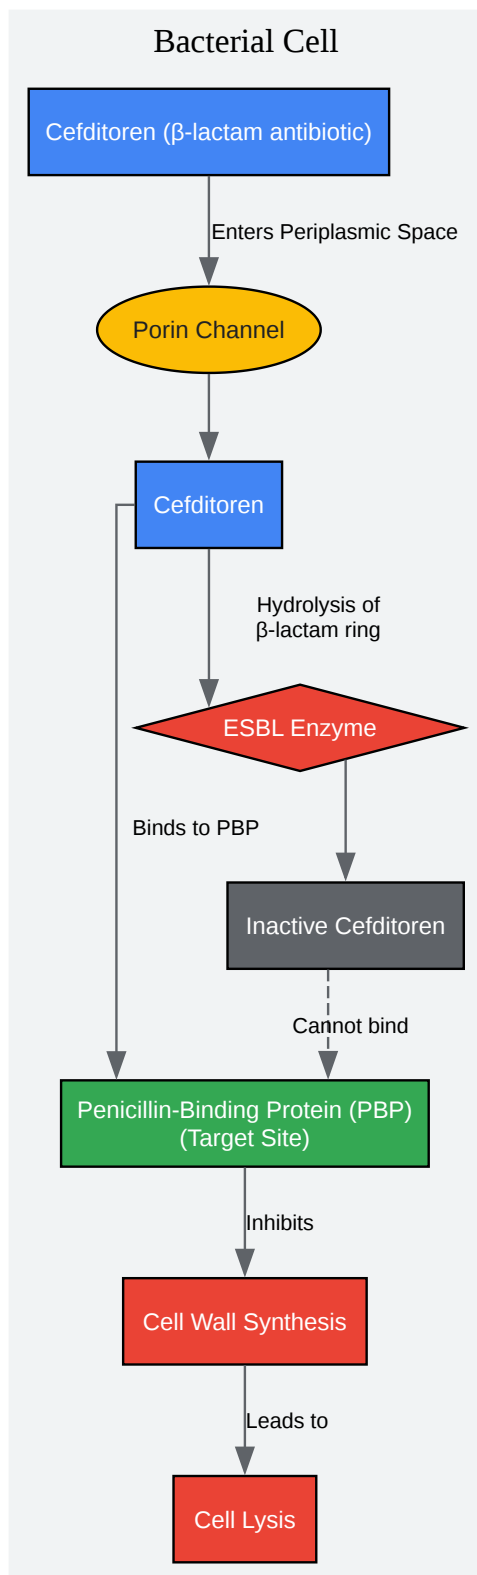 Bacterial Cell
Cefditoren (β-lactam antibiotic)
Enters Periplasmic Space
Porin Channel
Cefditoren
Hydrolysis of
β-lactam ring
ESBL Enzyme
Binds to PBP
Inactive Cefditoren
Cannot bind
Penicillin-Binding Protein (PBP)
(Target Site)
Inhibits
Cell Wall Synthesis
Leads to
Cell Lysis